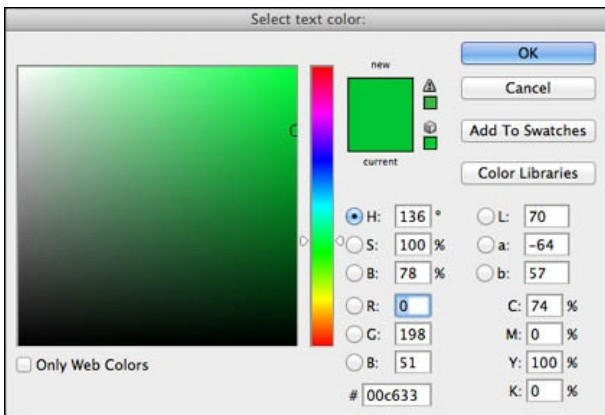 Select text color:
new
current
OK
Cancel
Add To Swatches
Color Libraries
H: 136 °
S: 100 %
B: 78 %
R: 0
G: 198
B: 51
# 00c633
L: 70
a: -64
b: 57
C: 74 %
M: 0 %
Y: 100 %
K: 0 %
Only Web Colors